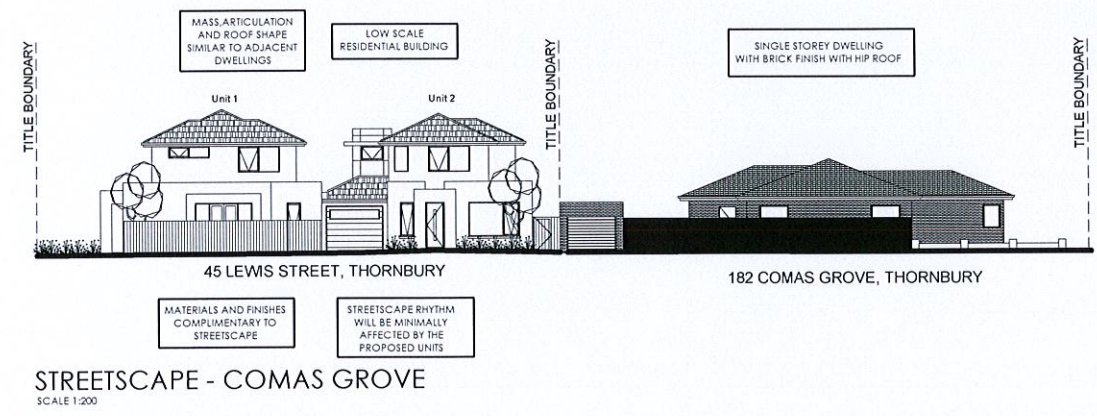 MASS,ARTICULATION
AND ROOF SHAPE
SIMILAR TO ADJACENT
DWELLINGS
LOW SCALE
RESIDENTIAL BUILDING
SINGLE STOREY DWELLING
WITH BRICK FINISH WITH HIP ROOF
TITLE BOUNDARY
Unit 1
Unit 2
TITLE BOUNDARY
TITLE BOUNDARY
45 LEWIS STREET, THORNBURY
182 COMAS GROVE, THORNBURY
MATERIALS AND FINISHES
COMPLIMENTARY TO
STREETSCAPE
STREETSCAPE RHYTHM
WILL BE MINIMALLY
AFFECTED BY THE
PROPOSED UNITS
STREETSCAPE - COMAS GROVE
SCALE 1:200